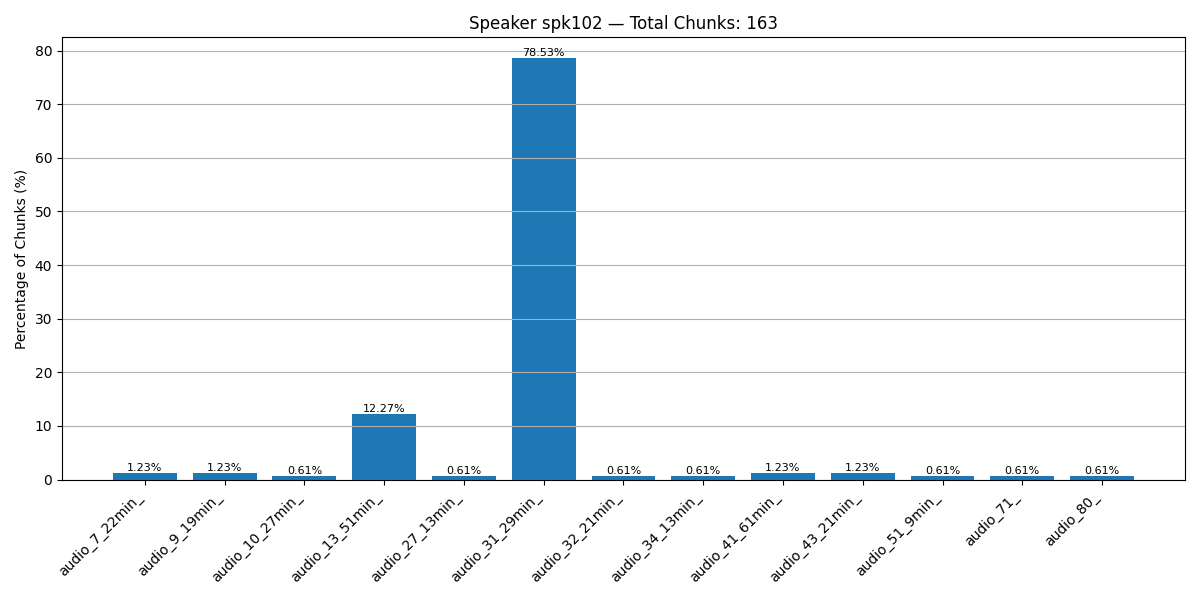 Speaker spk102 — Total Chunks: 163
Percentage of Chunks (%)
80
70
60
50
40
30
20
10
0
1.23%
1.23%
0.61%
12.27%
0.61%
78.53%
0.61%
0.61%
1.23%
1.23%
0.61%
0.61%
0.61%
audio_7_22min_
audio_9_19min_
audio_10_27min_
audio_13_51min_
audio_27_13min_
audio_31_29min_
audio_32_21min_
audio_34_13min_
audio_41_61min_
audio_43_21min_
audio_51_9min_
audio_71_
audio_80_